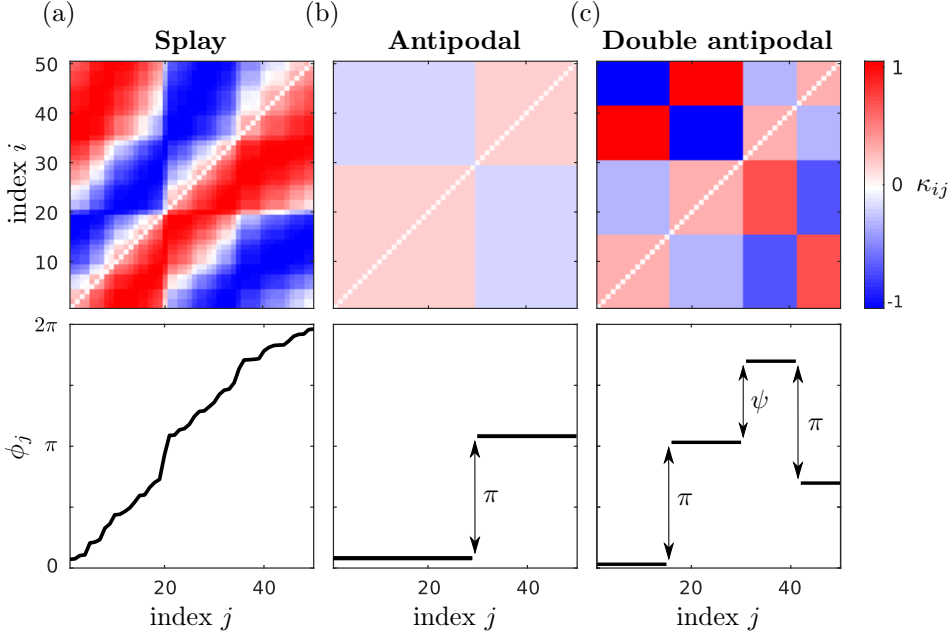 (a)
Splay
(b)
Antipodal
(c)
Double antipodal
index i
50
40
30
20
10
1
0
-1
κij
ϕj
2π
π
0
π
π
ψ
π
20 40
20 40
20 40
index j
index j
index j